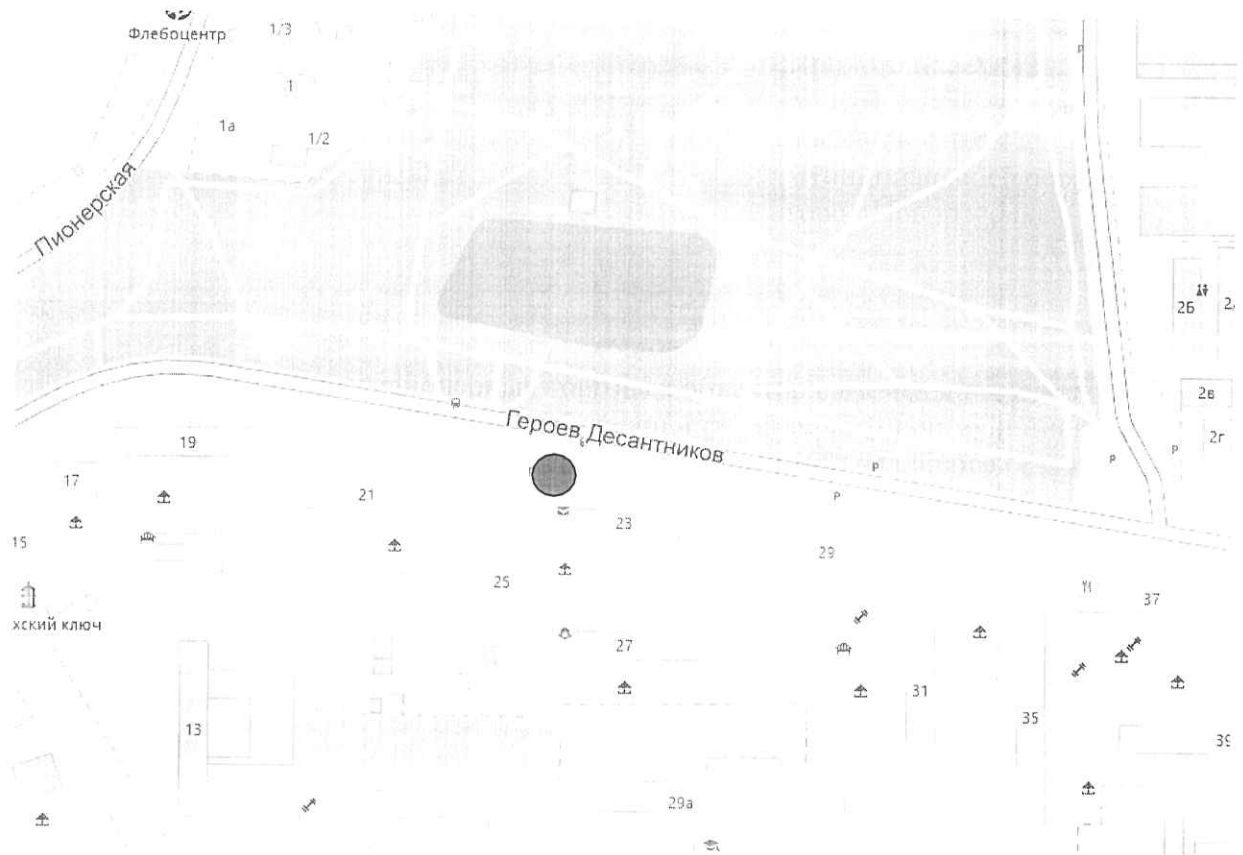 Флебоцентр
1/3
1
1а
1/2
Пионерская
2Б
2в
2г
Р
Героев Десантников
Р
Р
Р
Р
19
17
21
15
23
25
29
37
хский ключ
27
31
13
35
39
29а